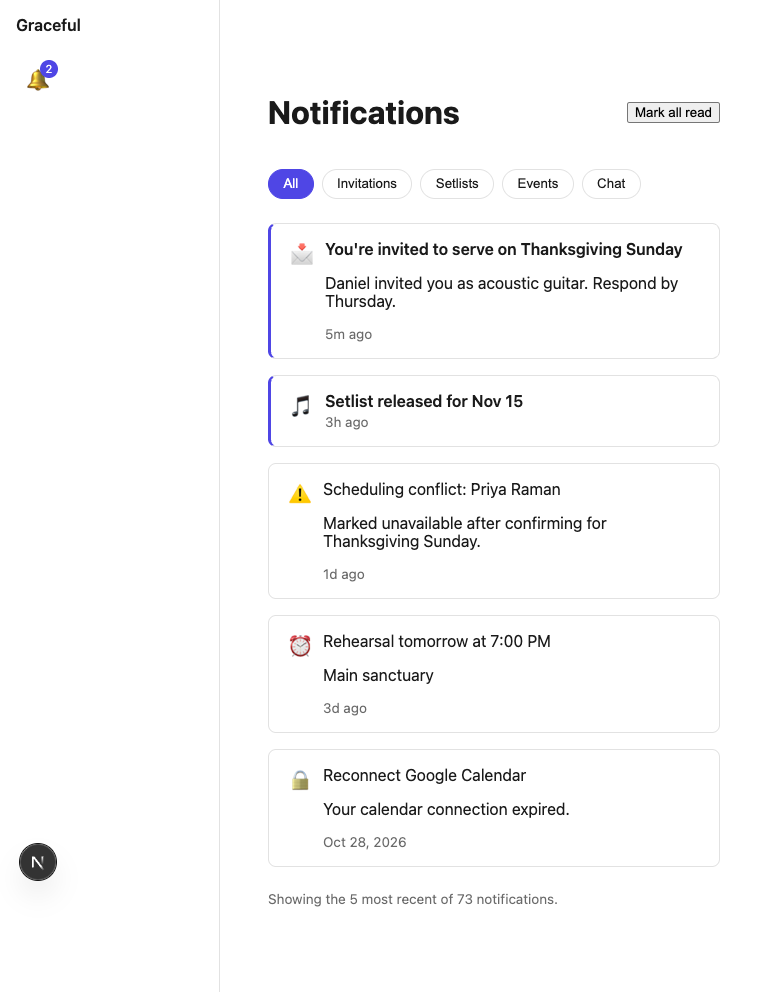 Graceful
2
Notifications
Mark all read
All
Invitations
Setlists
Events
Chat
You're invited to serve on Thanksgiving Sunday
Daniel invited you as acoustic guitar. Respond by
Thursday.
5m ago
Setlist released for Nov 15
3h ago
Scheduling conflict: Priya Raman
Marked unavailable after confirming for
Thanksgiving Sunday.
1d ago
Rehearsal tomorrow at 7:00 PM
Main sanctuary
3d ago
Reconnect Google Calendar
Your calendar connection expired.
Oct 28, 2026
N
Showing the 5 most recent of 73 notifications.